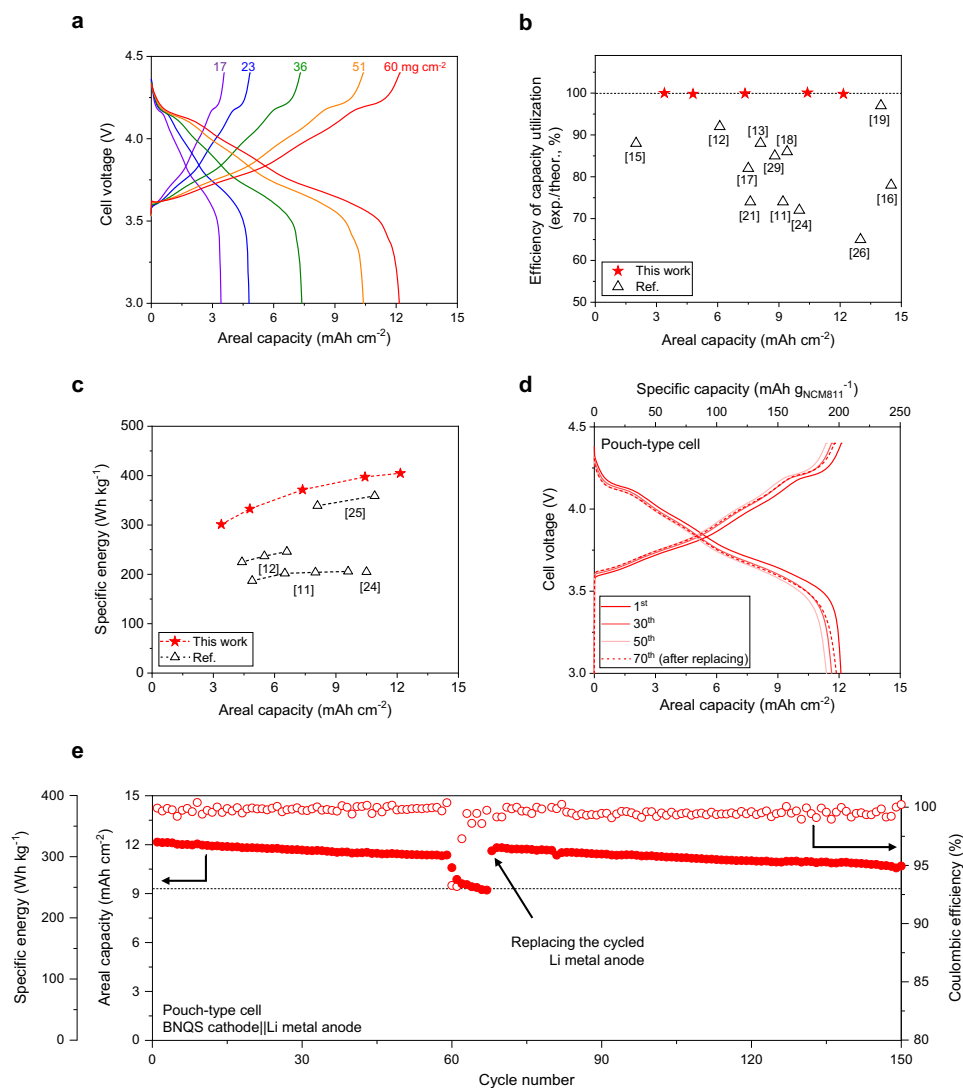 a
17 23 36 51 60 mg cm-2
4.5
4.0
3.5
3.0
Cell voltage (V)
0 3 6 9 12 15
Areal capacity (mAh cm-2)
b
100
90
80
70
60
50
Efficiency of capacity utilization
(exp./theor., %)
[19]
[12]
[13]
[18]
[15]
[29]
[17]
[16]
[21]
[11]
[24]
[26]
This work
Ref.
0 3 6 9 12 15
Areal capacity (mAh cm-2)
c
500
400
300
200
100
0
Specific energy (Wh kg-1)
[25]
[12]
[11]
[24]
This work
Ref.
0 3 6 9 12 15
Areal capacity (mAh cm-2)
d
Specific capacity (mAh gNCM811-1)
0 50 100 150 200 250
Pouch-type cell
4.5
4.0
3.5
3.0
Cell voltage (V)
1st
30th
50th
70th (after replacing)
0 3 6 9 12 15
Areal capacity (mAh cm-2)
e
400
300
200
100
0
Specific energy (Wh kg-1)
15
12
9
6
3
0
Areal capacity (mAh cm-2)
Replacing the cycled
Li metal anode
Pouch-type cell
BNQS cathode||Li metal anode
100
95
90
85
80
Coulombic efficiency (%)
0 30 60 90 120 150
Cycle number